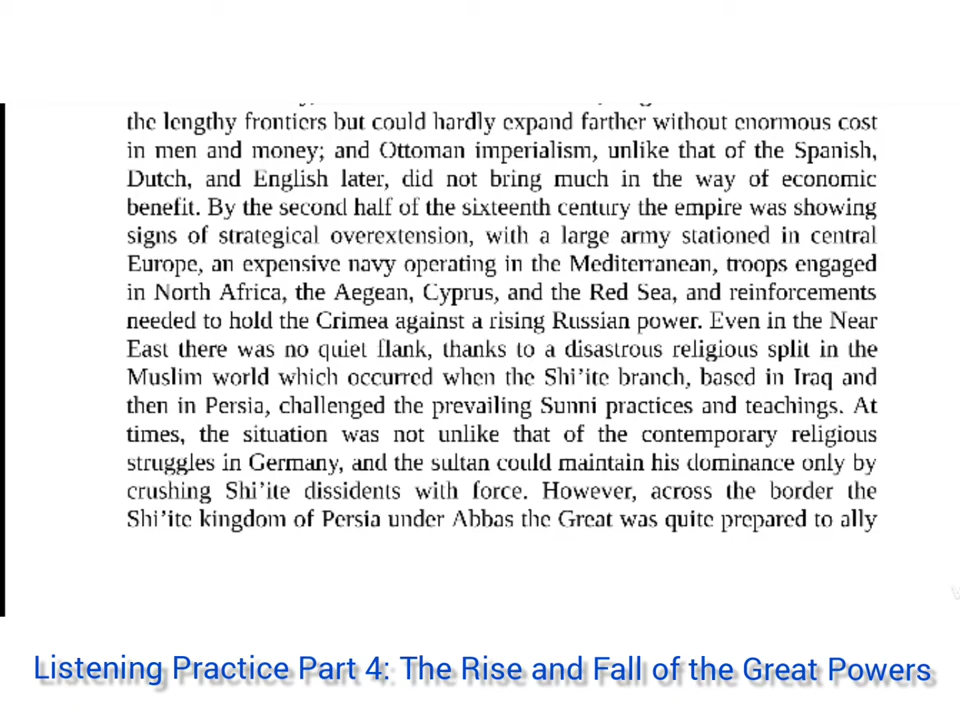 the lengthy frontiers but could hardly expand farther without enormous cost
in men and money; and Ottoman imperialism, unlike that of the Spanish,
Dutch, and English later, did not bring much in the way of economic
benefit. By the second half of the sixteenth century the empire was showing
signs of strategical overextension, with a large army stationed in central
Europe, an expensive navy operating in the Mediterranean, troops engaged
in North Africa, the Aegean, Cyprus, and the Red Sea, and reinforcements
needed to hold the Crimea against a rising Russian power. Even in the Near
East there was no quiet flank, thanks to a disastrous religious split in the
Muslim world which occurred when the Shi’ite branch, based in Iraq and
then in Persia, challenged the prevailing Sunni practices and teachings. At
times, the situation was not unlike that of the contemporary religious
struggles in Germany, and the sultan could maintain his dominance only by
crushing Shi’ite dissidents with force. However, across the border the
Shi’ite kingdom of Persia under Abbas the Great was quite prepared to ally
Listening Practice Part 4: The Rise and Fall of the Great Powers